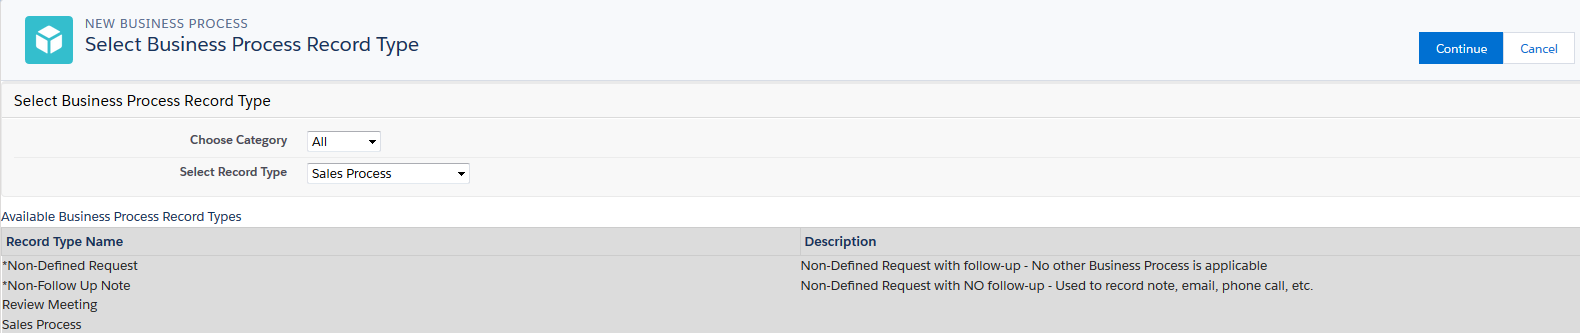 NEW BUSINESS PROCESS
Select Business Process Record Type
Continue Cancel
Select Business Process Record Type
Choose Category All
Select Record Type Sales Process
Available Business Process Record Types
Record Type Name Description
*Non-Defined Request Non-Defined Request with follow-up - No other Business Process is applicable
*Non-Follow Up Note Non-Defined Request with NO follow-up - Used to record note, email, phone call, etc.
Review Meeting
Sales Process